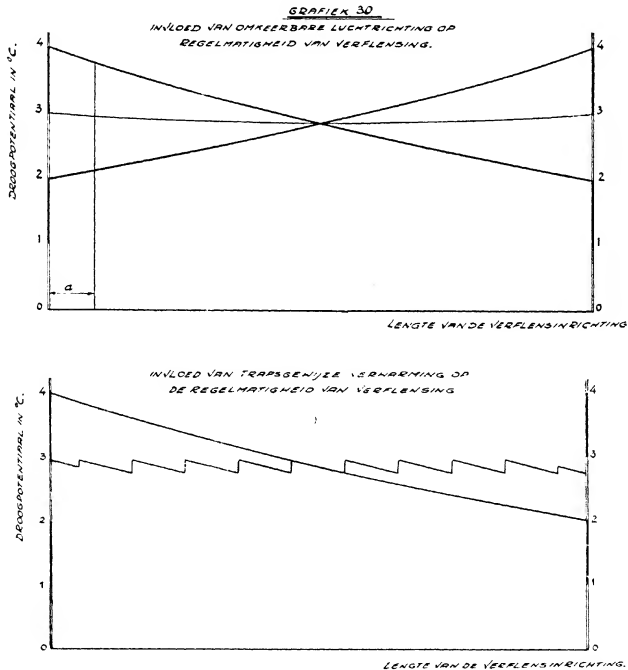 GRAFIEK 30
INVLOED VAN OMKEERBARE LUCHTRICHTING OP
REGELMATIGHEID VAN VERFLENSING.
DROOGPOTENTIAAL IN °C.
4
3
2
1
0
4
3
2
1
0
a
LENGTE VAN DE VERFLENSINRICHTING
INVLOED VAN TRAPSGEWIJZE VERWARMING OP
DE REGELMATIGHEID VAN VERFLENSING
DROOGPOTENTIAAL IN °C.
4
3
2
1
0
4
3
2
1
0
LENGTE VAN DE VERFLENSINRICHTING.